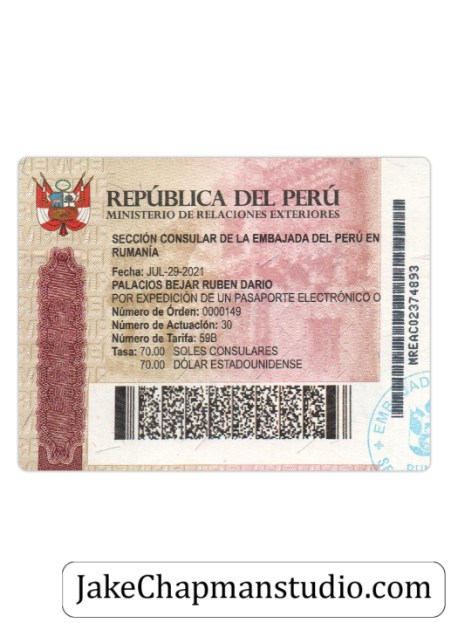 REPÚBLICA DEL PERÚ
MINISTERIO DE RELACIONES EXTERIORES
SECCIÓN CONSULAR DE LA EMBAJADA DEL PERÚ EN
RUMANÍA
Fecha: JUL-29-2021
PALACIOS BEJAR RUBEN DARIO
POR EXPEDICIÓN DE UN PASAPORTE ELECTRÓNICO O
Número de Órden: 0000149
Número de Actuación: 30
Número de Tarifa: 59B
Tasa: 70.00 SOLES CONSULARES
70.00 DÓLAR ESTADOUNIDENSE
MREAC02374893
JakeChapmanstudio.com